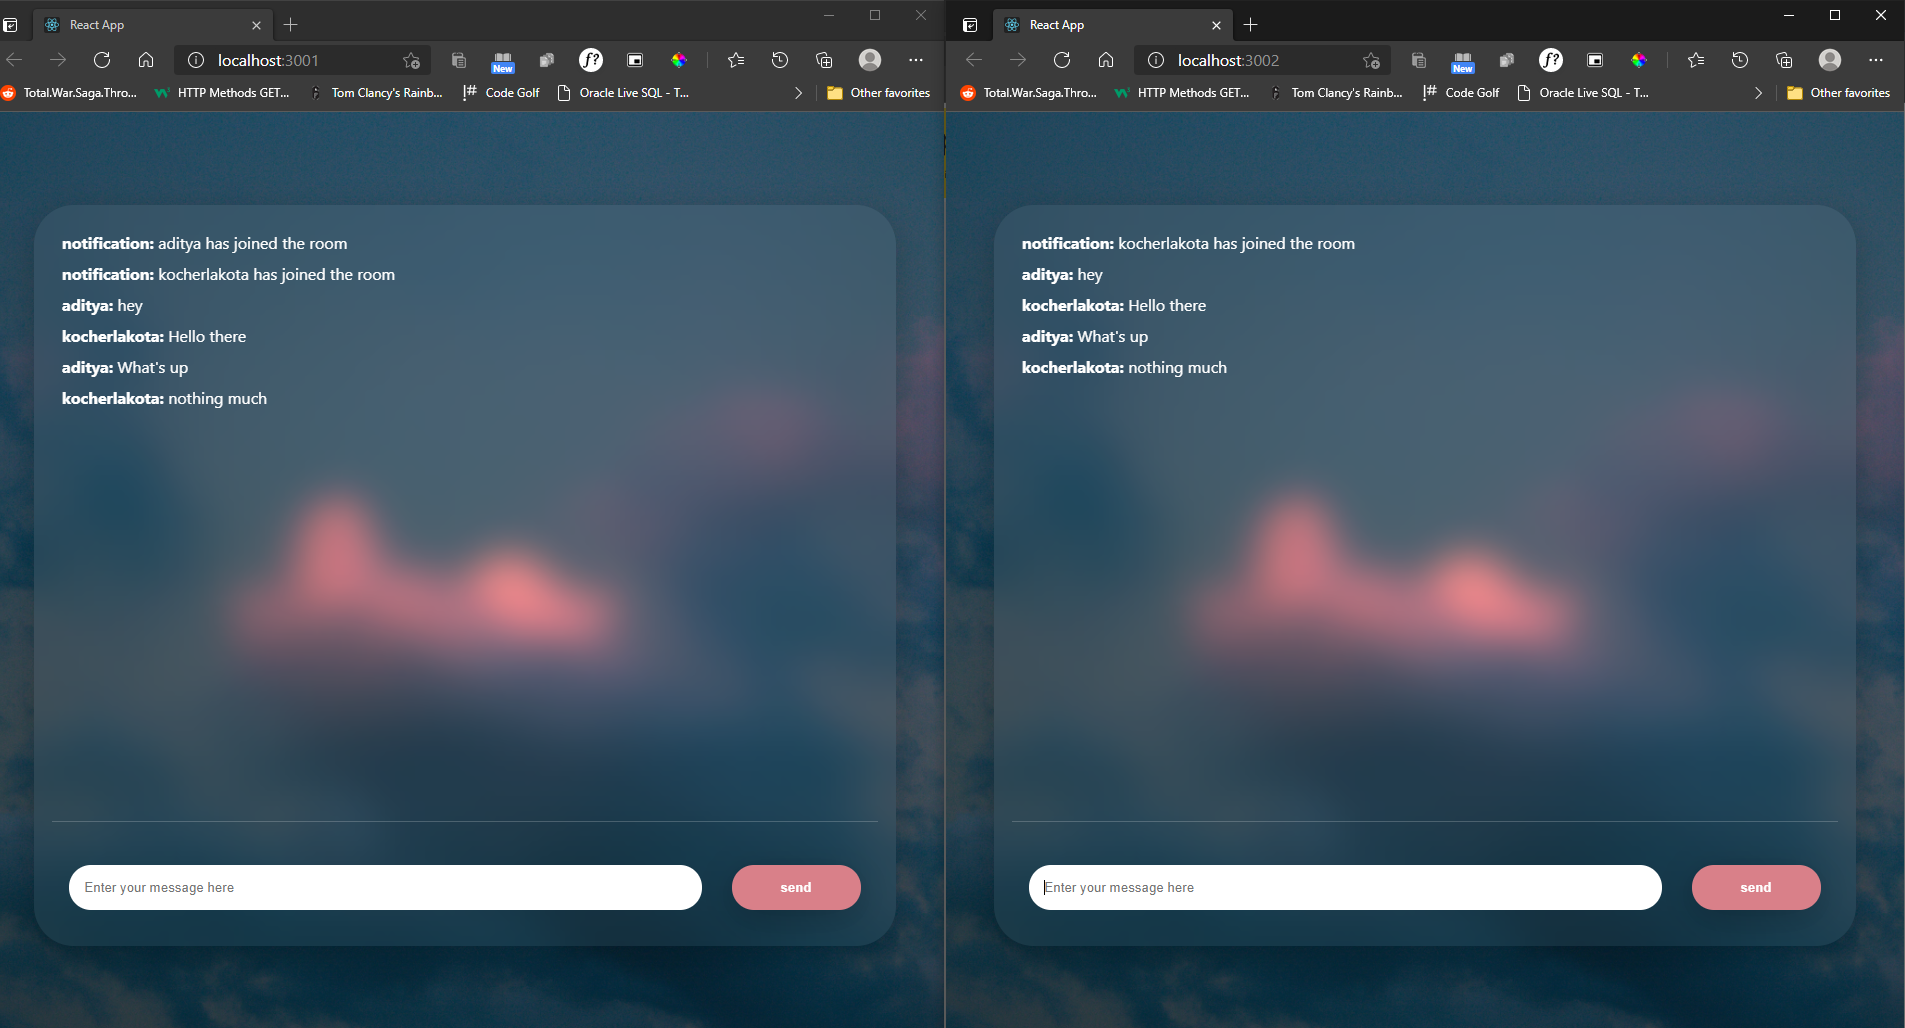 React App
localhost:3001
New
f?
Total.War.Saga.Thro...
HTTP Methods GET...
Tom Clancy's Rainb...
Code Golf
Oracle Live SQL - T...
Other favorites
notification: aditya has joined the room
notification: kocherlakota has joined the room
aditya: hey
kocherlakota: Hello there
aditya: What's up
kocherlakota: nothing much
Enter your message here
send
React App
localhost:3002
New
f?
Total.War.Saga.Thro...
HTTP Methods GET...
Tom Clancy's Rainb...
Code Golf
Oracle Live SQL - T...
Other favorites
notification: kocherlakota has joined the room
aditya: hey
kocherlakota: Hello there
aditya: What's up
kocherlakota: nothing much
Enter your message here
send